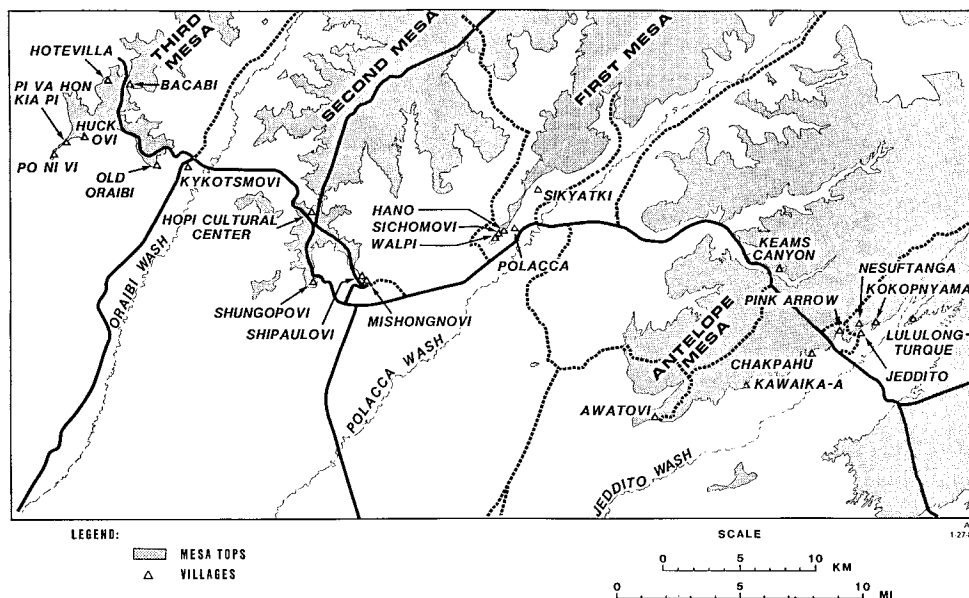 THIRD
MESA
HOTEVILLA
PI VA HON
KIA PI
BACABI
HUCK
OVI
PO NI VI
OLD
ORAIBI
KYKOTSMOVI
SECOND MESA
FIRST MESA
HOPI CULTURAL
CENTER
ORAIBI WASH
SHUNGOPOVI
SHIPAULOVI
MISHONGNOVI
HANO
SICHOMOVI
WALPI
SIKYATKI
POLACCA
POLACCA WASH
KEAMS
CANYON
NESUFTANGA
PINK ARROW
KOKOPNYAMA
LULULONG-
TURQUE
ANTELOPE
MESA
CHAKPAHU
KAWAIKA-A
JEDDITO
AWATOVI
JEDDITO WASH
LEGEND:
MESA TOPS
VILLAGES
SCALE
0 5 10
KM
0 5 10
MI